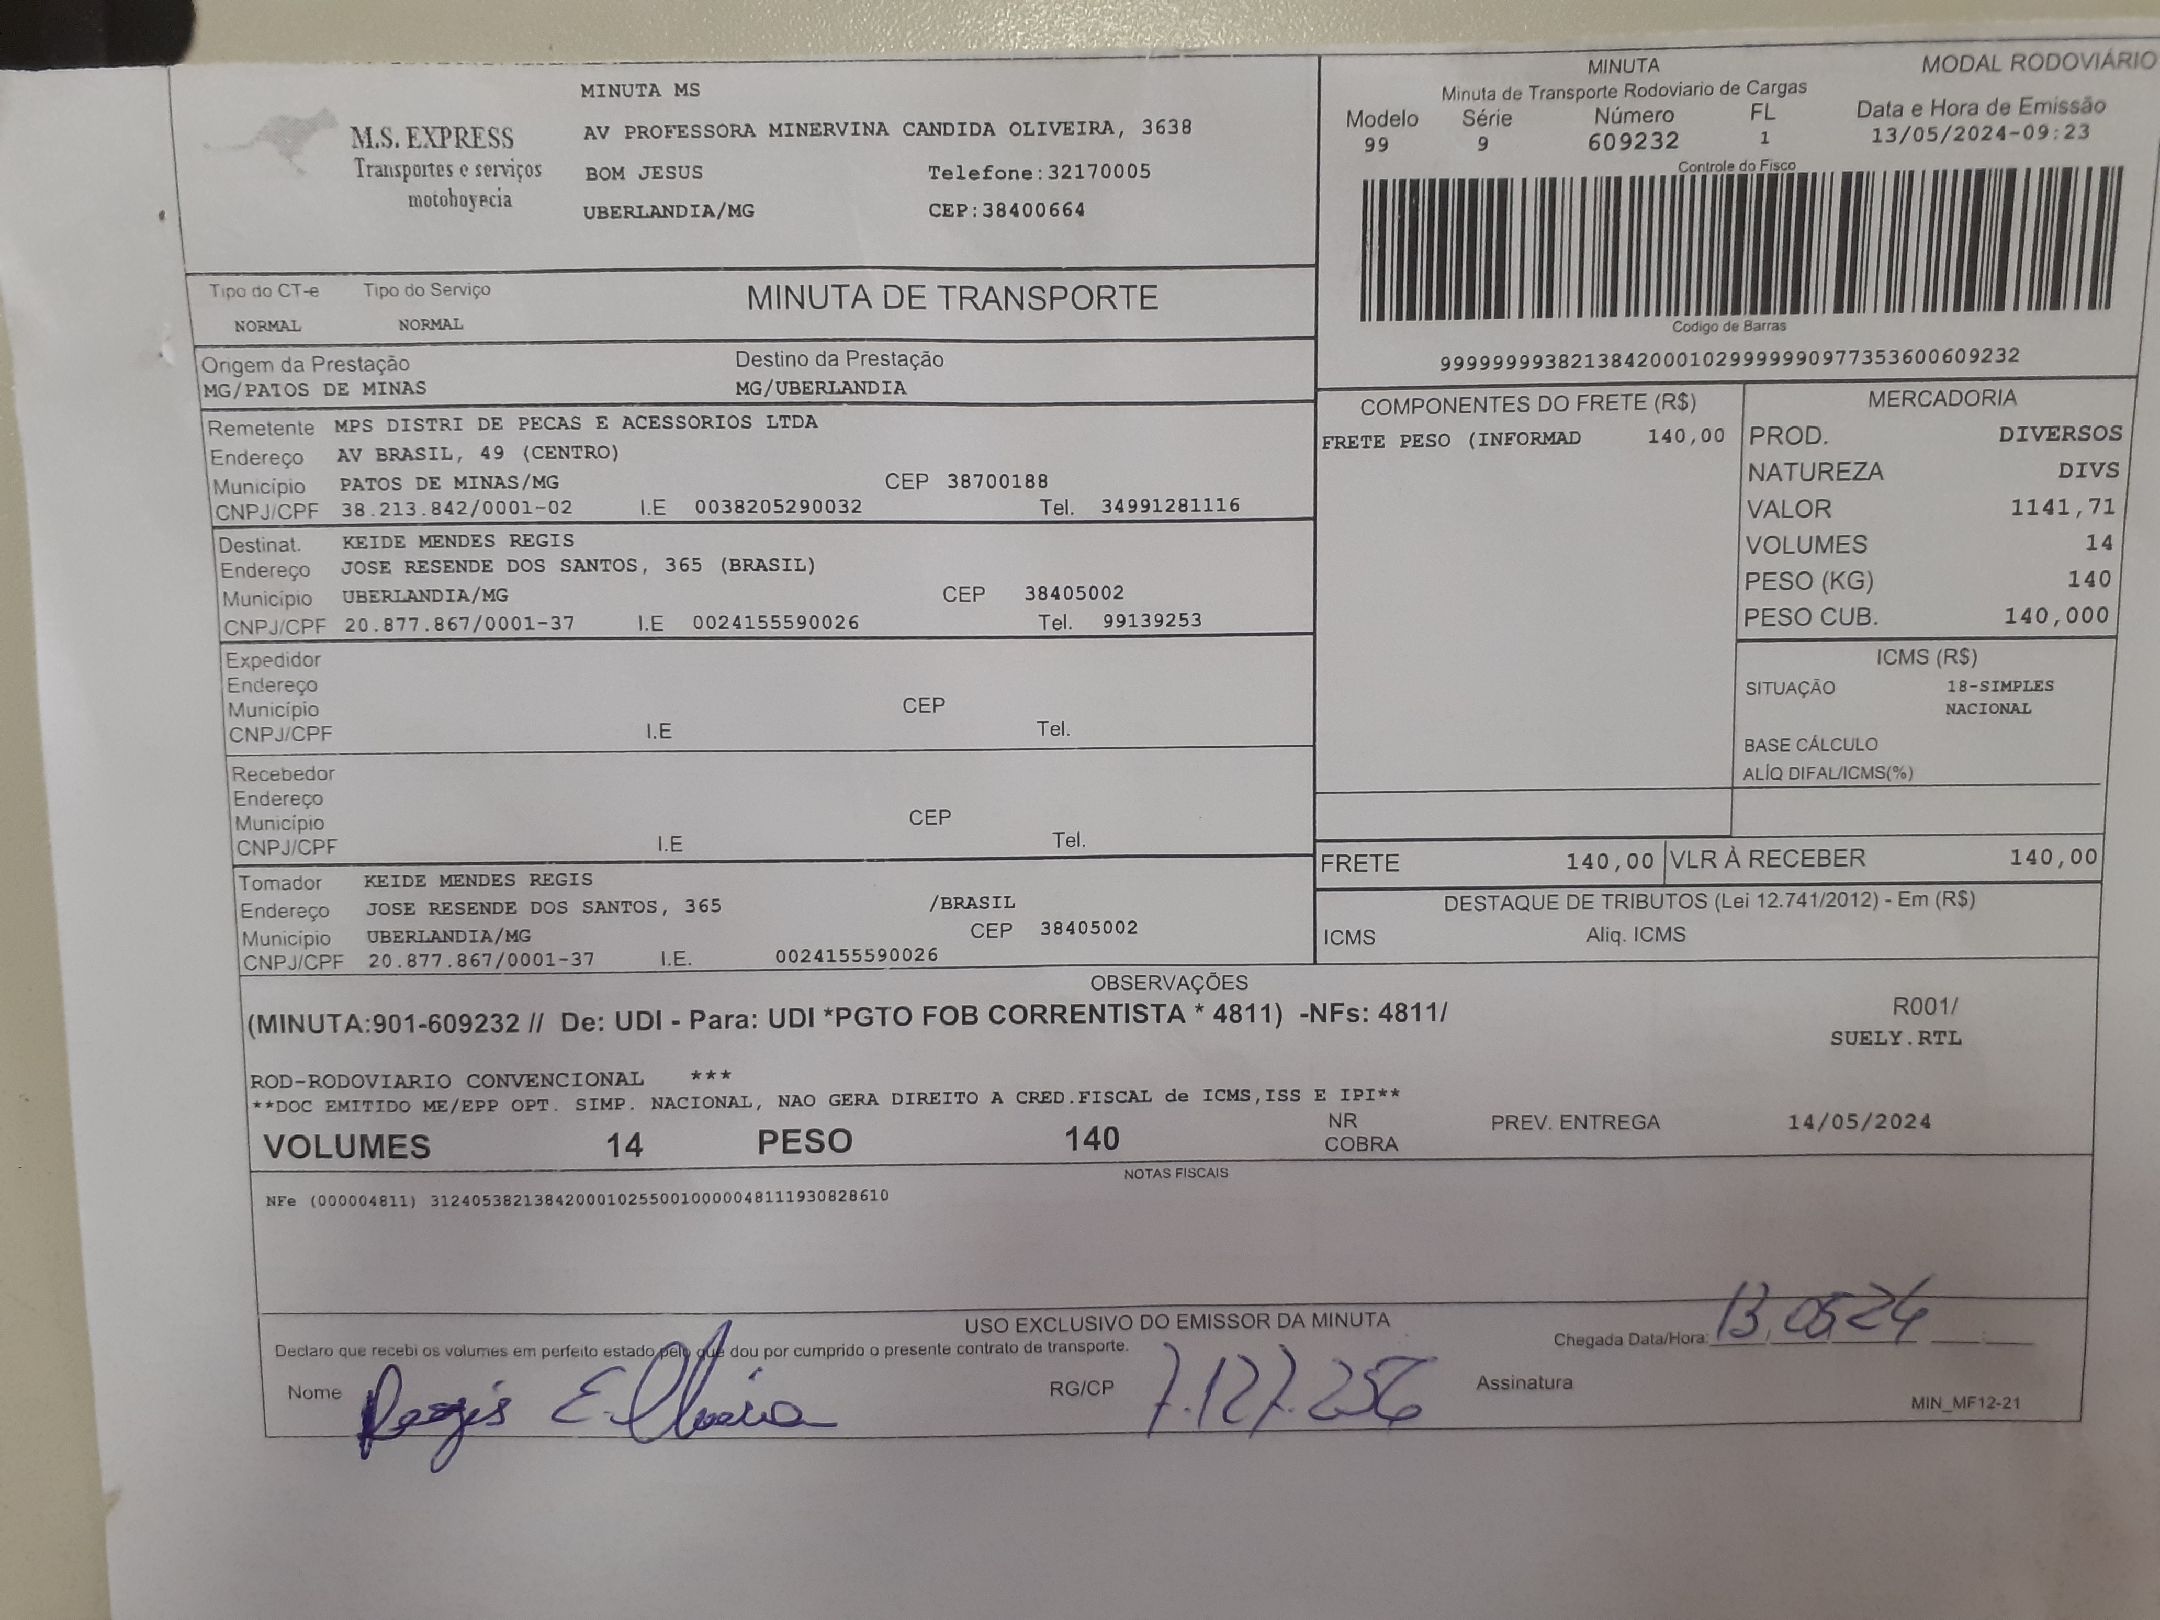 M.S. EXPRESS
Transportes e serviços
motoboyecia
MINUTA MS
AV PROFESSORA MINERVINA CANDIDA OLIVEIRA, 3638
BOM JESUS Telefone:32170005
UBERLANDIA/MG CEP:38400664
MINUTA MODAL RODOVIÁRIO
Minuta de Transporte Rodoviario de Cargas
Modelo Série Número FL Data e Hora de Emissão
99 9 609232 1 13/05/2024-09:23
Controle do Fisco
Codigo de Barras
999999993821384200010299999990977353600609232
Tipo do CT-e Tipo do Serviço MINUTA DE TRANSPORTE
NORMAL NORMAL
Origem da Prestação Destino da Prestação
MG/PATOS DE MINAS MG/UBERLANDIA
Remetente MPS DISTRI DE PECAS E ACESSORIOS LTDA
Endereço AV BRASIL, 49 (CENTRO)
Município PATOS DE MINAS/MG CEP 38700188
CNPJ/CPF 38.213.842/0001-02 I.E 0038205290032 Tel. 34991281116
Destinat. KEIDE MENDES REGIS
Endereço JOSE RESENDE DOS SANTOS, 365 (BRASIL)
Município UBERLANDIA/MG CEP 38405002
CNPJ/CPF 20.877.867/0001-37 I.E 0024155590026 Tel. 99139253
Expedidor
Endereço
Município CEP
CNPJ/CPF I.E Tel.
Recebedor
Endereço
Município CEP
CNPJ/CPF I.E Tel.
Tomador KEIDE MENDES REGIS
Endereço JOSE RESENDE DOS SANTOS, 365 /BRASIL
Município UBERLANDIA/MG CEP 38405002
CNPJ/CPF 20.877.867/0001-37 I.E. 0024155590026
COMPONENTES DO FRETE (R$)
FRETE PESO (INFORMAD 140,00
MERCADORIA
PROD. DIVERSOS
NATUREZA DIVS
VALOR 1141,71
VOLUMES 14
PESO (KG) 140
PESO CUB. 140,000
ICMS (R$)
SITUAÇÃO 18-SIMPLES
NACIONAL
BASE CÁLCULO
ALÍQ DIFAL/ICMS(%)
FRETE 140,00 VLR À RECEBER 140,00
DESTAQUE DE TRIBUTOS (Lei 12.741/2012) - Em (R$)
ICMS Aliq. ICMS
OBSERVAÇÕES
(MINUTA:901-609232 // De: UDI - Para: UDI *PGTO FOB CORRENTISTA * 4811) -NFs: 4811/ R001/
SUELY.RTL
ROD-RODOVIARIO CONVENCIONAL ***
**DOC EMITIDO ME/EPP OPT. SIMP. NACIONAL, NAO GERA DIREITO A CRED.FISCAL de ICMS,ISS E IPI**
VOLUMES 14 PESO 140 NR PREV. ENTREGA 14/05/2024
COBRA
NOTAS FISCAIS
NFe (000004811) 31240538213842000102550010000048111930828610
USO EXCLUSIVO DO EMISSOR DA MINUTA
Declaro que recebi os volumes em perfeito estado pelo que dou por cumprido o presente contrato de transporte. Chegada Data/Hora: 13.05.24
Nome Regis E. Oliveira RG/CP 7.127.256 Assinatura
MIN_MF12-21